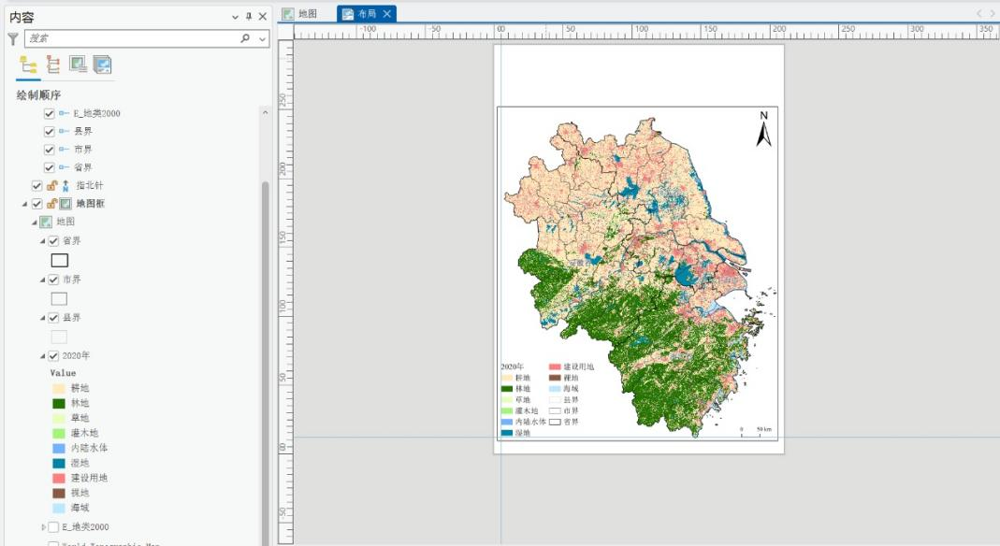 内容
搜索
绘制顺序
E_地类2000
县界
市界
省界
指北针
地图框
地图
省界
市界
县界
2020年
Value
耕地
林地
草地
灌木地
内陆水体
湿地
建设用地
裸地
海域
E_地类2000
World Topographic Map
地图
布局
-100
-50
00
50
100
150
200
250
300
350
250
200
150
100
50
00
-50
N
2020年
耕地
林地
草地
灌木地
内陆水体
湿地
建设用地
裸地
海域
县界
市界
省界
0 50 km